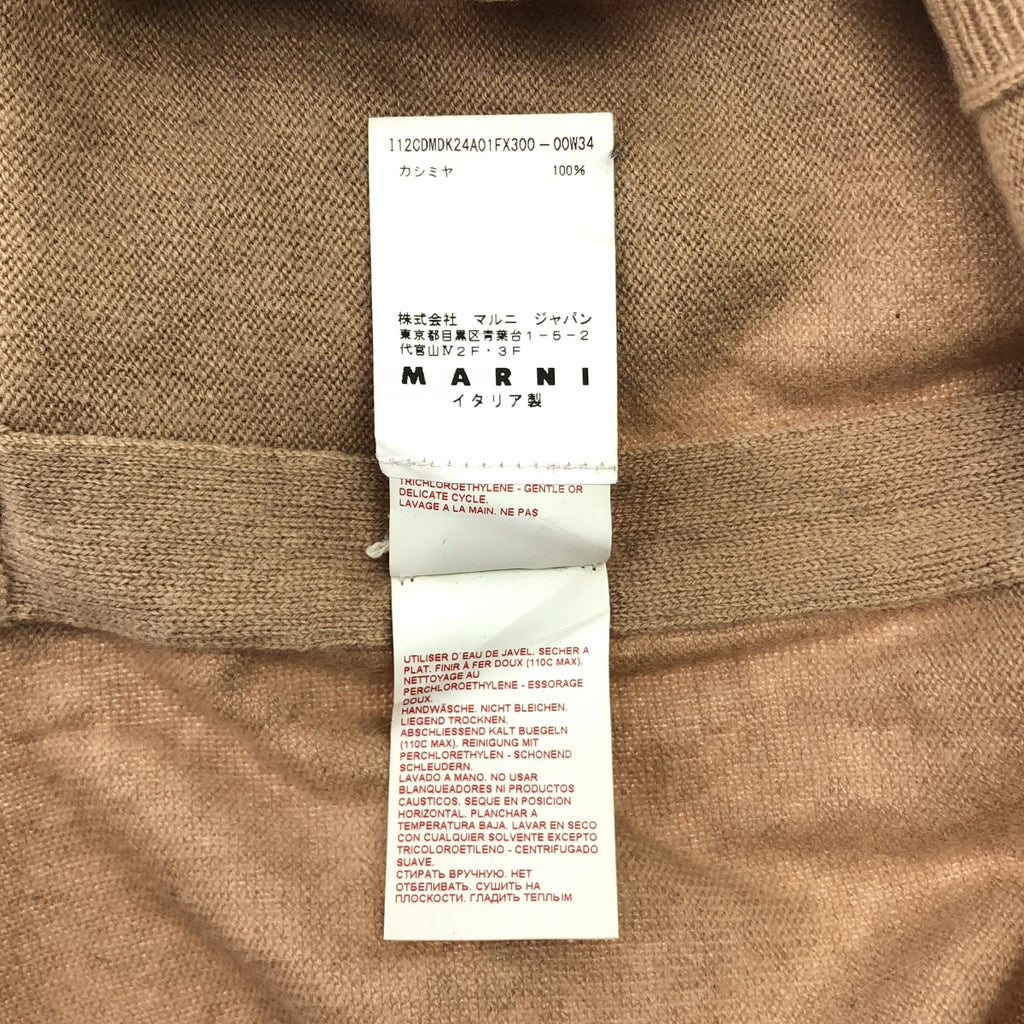 I12CDMDK24A01FX300-00W34
カシミヤ 100%
株式会社 マルニ ジャパン
東京都目黒区青葉台1-5-2
代官山Ⅳ2F・3F
MARNI
イタリア製
TRICHLOROETHYLENE - GENTLE OR
DELICATE CYCLE.
LAVAGE A LA MAIN. NE PAS
UTILISER D'EAU DE JAVEL. SECHER A
PLAT. FINIR À FER DOUX (110C MAX).
NETTOYAGE AU
PERCHLOROETHYLENE - ESSORAGE
DOUX.
HANDWÄSCHE. NICHT BLEICHEN.
LIEGEND TROCKNEN.
ABSCHLIESSEND KALT BUEGELN
(110C MAX). REINIGUNG MIT
PERCHLORETHYLEN - SCHONEND
SCHLEUDERN.
LAVADO A MANO. NO USAR
BLANQUEADORES NI PRODUCTOS
CAUSTICOS. SEQUE EN POSICION
HORIZONTAL. PLANCHAR A
TEMPERATURA BAJA. LAVAR EN SECO
CON CUALQUIER SOLVENTE EXCEPTO
TRICOLOROETILENO - CENTRIFUGADO
SUAVE.
СТИРАТЬ ВРУЧНУЮ. НЕТ
ОТБЕЛИВАТЬ. СУШИТЬ НА
ПЛОСКОСТИ. ГЛАДИТЬ ТЕПЛЫМ